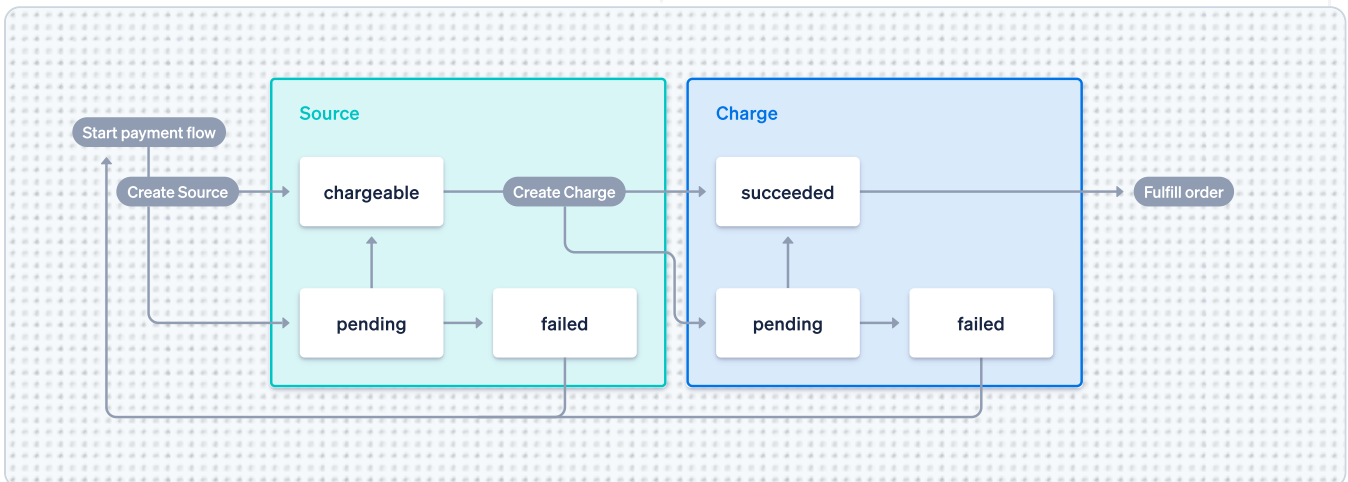 Source
Charge
Start payment flow
Create Source
chargeable
Create Charge
succeeded
Fulfill order
pending
failed
pending
failed